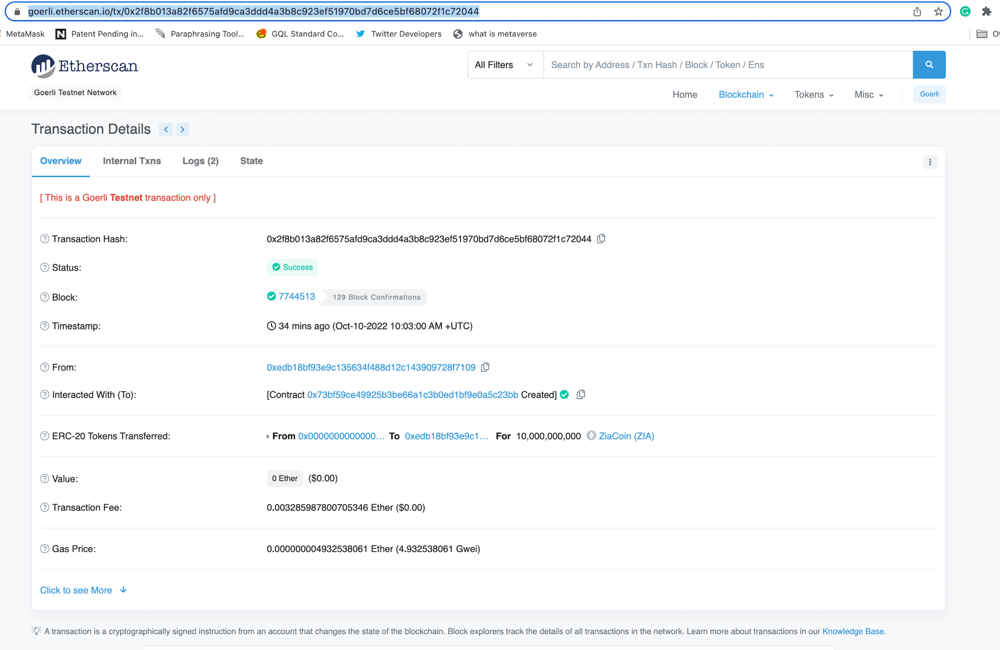 goerli.etherscan.io/tx/0x2f8b013a82f6575afd9ca3ddd4a3b8c923ef51970bd7d6ce5bf68072f1c72044
MetaMask Patent Pending in... Paraphrasing Tool... GQL Standard Co... Twitter Developers what is metaverse
Etherscan
All Filters Search by Address / Txn Hash / Block / Token / Ens
Goerli Testnet Network
Home Blockchain Tokens Misc Goerli
Transaction Details
Overview Internal Txns Logs (2) State
[ This is a Goerli Testnet transaction only ]
Transaction Hash: 0x2f8b013a82f6575afd9ca3ddd4a3b8c923ef51970bd7d6ce5bf68072f1c72044
Status: Success
Block: 7744513 129 Block Confirmations
Timestamp: 34 mins ago (Oct-10-2022 10:03:00 AM +UTC)
From: 0xedb18bf93e9c135634f488d12c143909728f7109
Interacted With (To): [Contract 0x73bf59ce49925b3be66a1c3b0ed1bf9e0a5c23bb Created]
ERC-20 Tokens Transferred: From 0x0000000000000... To 0xedb18bf93e9c1... For 10,000,000,000 ZiaCoin (ZIA)
Value: 0 Ether ($0.00)
Transaction Fee: 0.003285987800705346 Ether ($0.00)
Gas Price: 0.000000004932538061 Ether (4.932538061 Gwei)
Click to see More
A transaction is a cryptographically signed instruction from an account that changes the state of the blockchain. Block explorers track the details of all transactions in the network. Learn more about transactions in our Knowledge Base.